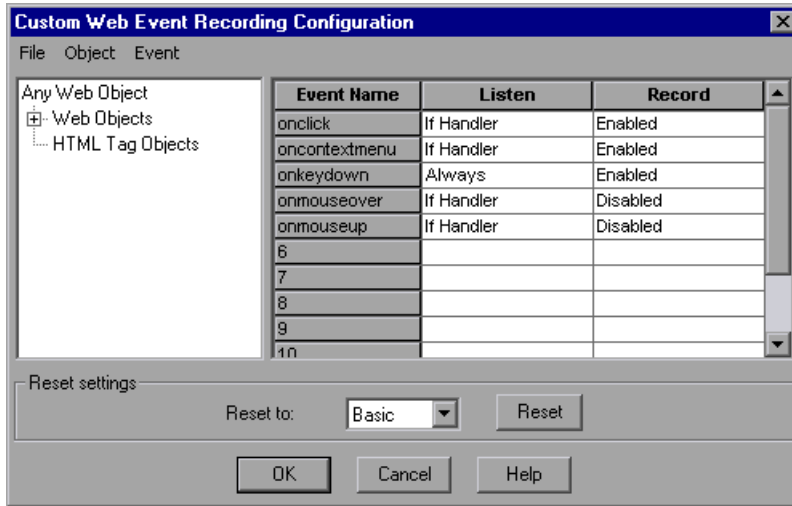 Custom Web Event Recording Configuration
File Object Event
Any Web Object
Web Objects
HTML Tag Objects
Event Name Listen Record
onclick If Handler Enabled
oncontextmenu If Handler Enabled
onkeydown Always Enabled
onmouseover If Handler Disabled
onmouseup If Handler Disabled
6
7
8
9
10
Reset settings
Reset to: Basic Reset
OK Cancel Help